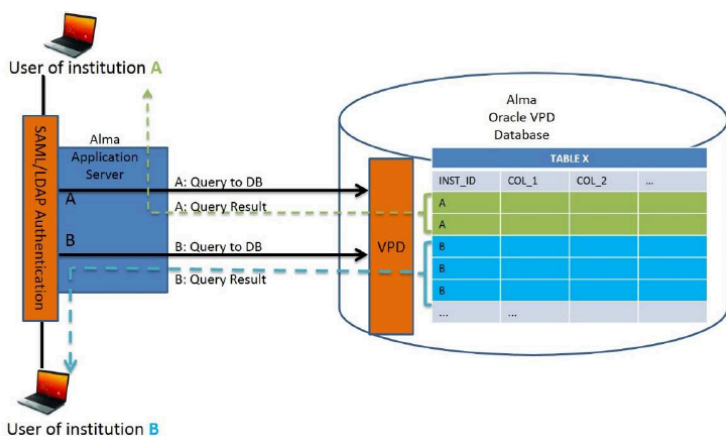 User of institution A
SAML/LDAP Authentication
Alma
Application
Server
A
A: Query to DB
A: Query Result
B
B: Query to DB
B: Query Result
User of institution B
Alma
Oracle VPD
Database
VPD
TABLE X
INST_ID COL_1 COL_2 ...
A
A
B
B
B
... ...